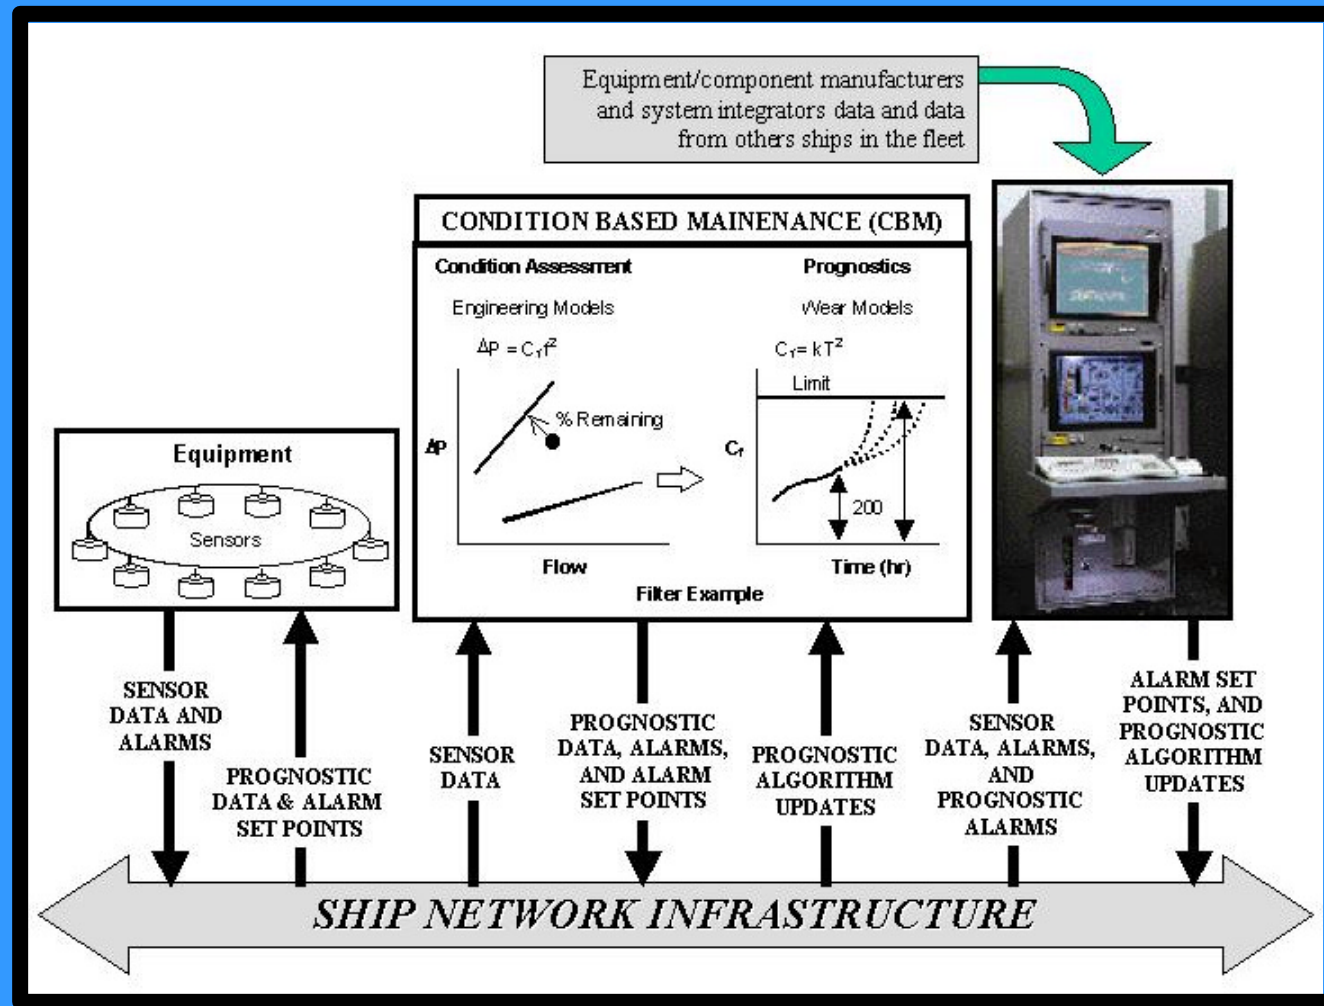 Equipment/component manufacturers
and system integrators data and data
from others ships in the fleet
CONDITION BASED MAINENANCE (CBM)
Condition Assessment
Engineering Models
ΔP = Cᵣf²
ΔP
% Remaining
Flow
Prognostics
Wear Models
Cᵣ= kT²
Limit
Cᵣ
200
Time (hr)
Filter Example
Equipment
Sensors
SENSOR
DATA AND
ALARMS
PROGNOSTIC
DATA & ALARM
SET POINTS
SENSOR
DATA
PROGNOSTIC
DATA, ALARMS,
AND ALARM
SET POINTS
PROGNOSTIC
ALGORITHM
UPDATES
SENSOR
DATA, ALARMS,
AND
PROGNOSTIC
ALARMS
ALARM SET
POINTS, AND
PROGNOSTIC
ALGORITHM
UPDATES
SHIP NETWORK INFRASTRUCTURE